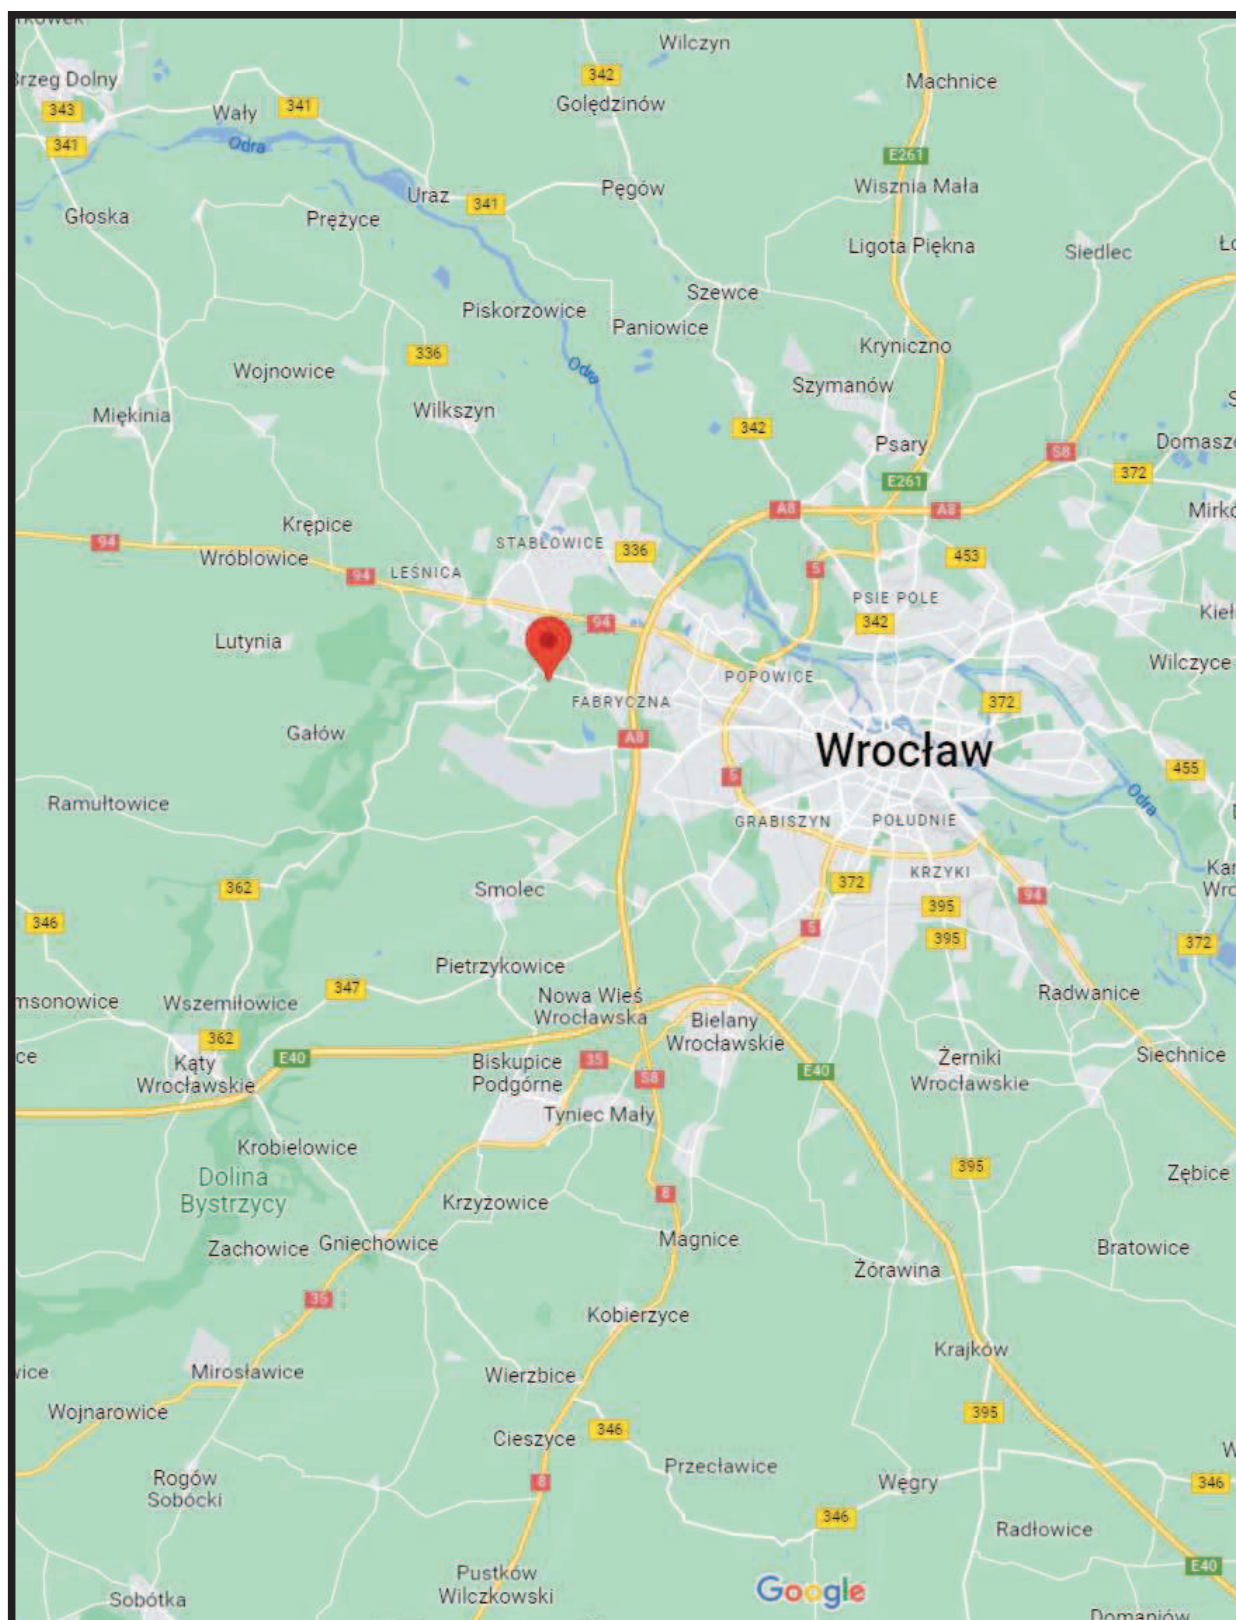 Wilczyn
Brzeg Dolny
342
Machnice
343
Wały
341
Golędzinów
341
Odra
E261
Uraz
341
Pęgów
Wisznia Mała
Głoska
Prężyce
Ligota Piękna
Siedlec
Szewce
Piskorzowice
Paniowice
336
Kryniczno
Wojnowice
Odra
Szymanów
Miękinia
Wilkszyn
342
Psary
S8
372
E261
A8
A8
Krępice
94
STABŁOWICE
336
Wróblowice
LEŚNICA
94
5
453
PSIE POLE
94
342
Lutynia
Wilczyce
POPOWICE
FABRYCZNA
372
Gałów
A8
Wrocław
5
455
Ramułtowice
Odra
GRABISZYN
POŁUDNIE
KRZYKI
362
Smolec
372
94
395
346
5
395
372
Pietrzykowice
347
msonowice
Wszemiłowice
Nowa Wieś
Wrocławska
Radwanice
Bielany
Wrocławskie
362
ce
Kąty
Wrocławskie
E40
Biskupice
Podgórne
35
E40
Żerniki
Wrocławskie
Siechnice
S8
Tyniec Mały
Krobielowice
395
Dolina
Bystrzycy
Zębice
Krzyżowice
8
Zachowice
Gniechowice
Magnice
Bratowice
Żórawina
35
Kobierzyce
Krajków
wice
Mirosławice
Wierzbice
Wojnarowice
395
346
Cieszyce
Rogów
Sobócki
8
Przecławice
Węgry
346
346
Radłowice
E40
Pustków
Wilczkowski
Google
Sobótka
Domaniów